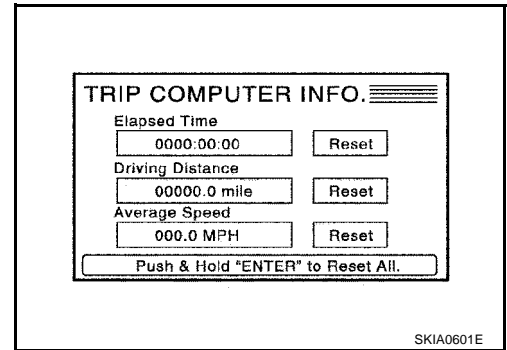 TRIP COMPUTER INFO.
Elapsed Time
0000:00:00 Reset
Driving Distance
00000.0 mile Reset
Average Speed
000.0 MPH Reset
Push & Hold "ENTER" to Reset All.
SKIA0601E